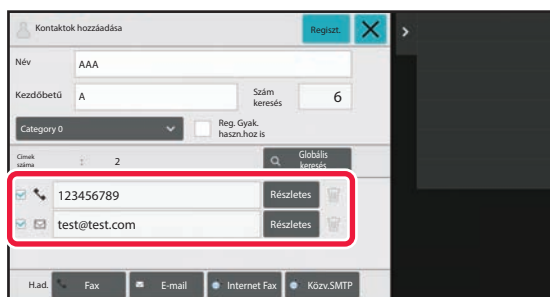 Kontaktok hozzáadása
Regiszt.
Név
AAA
Kezdőbetű
A
Szám keresés
6
Category 0
Reg. Gyak. haszn.hoz is
Címek száma : 2
Globális keresés
123456789
Részletes
test@test.com
Részletes
H.ad.
Fax
E-mail
Internet Fax
Közv.SMTP